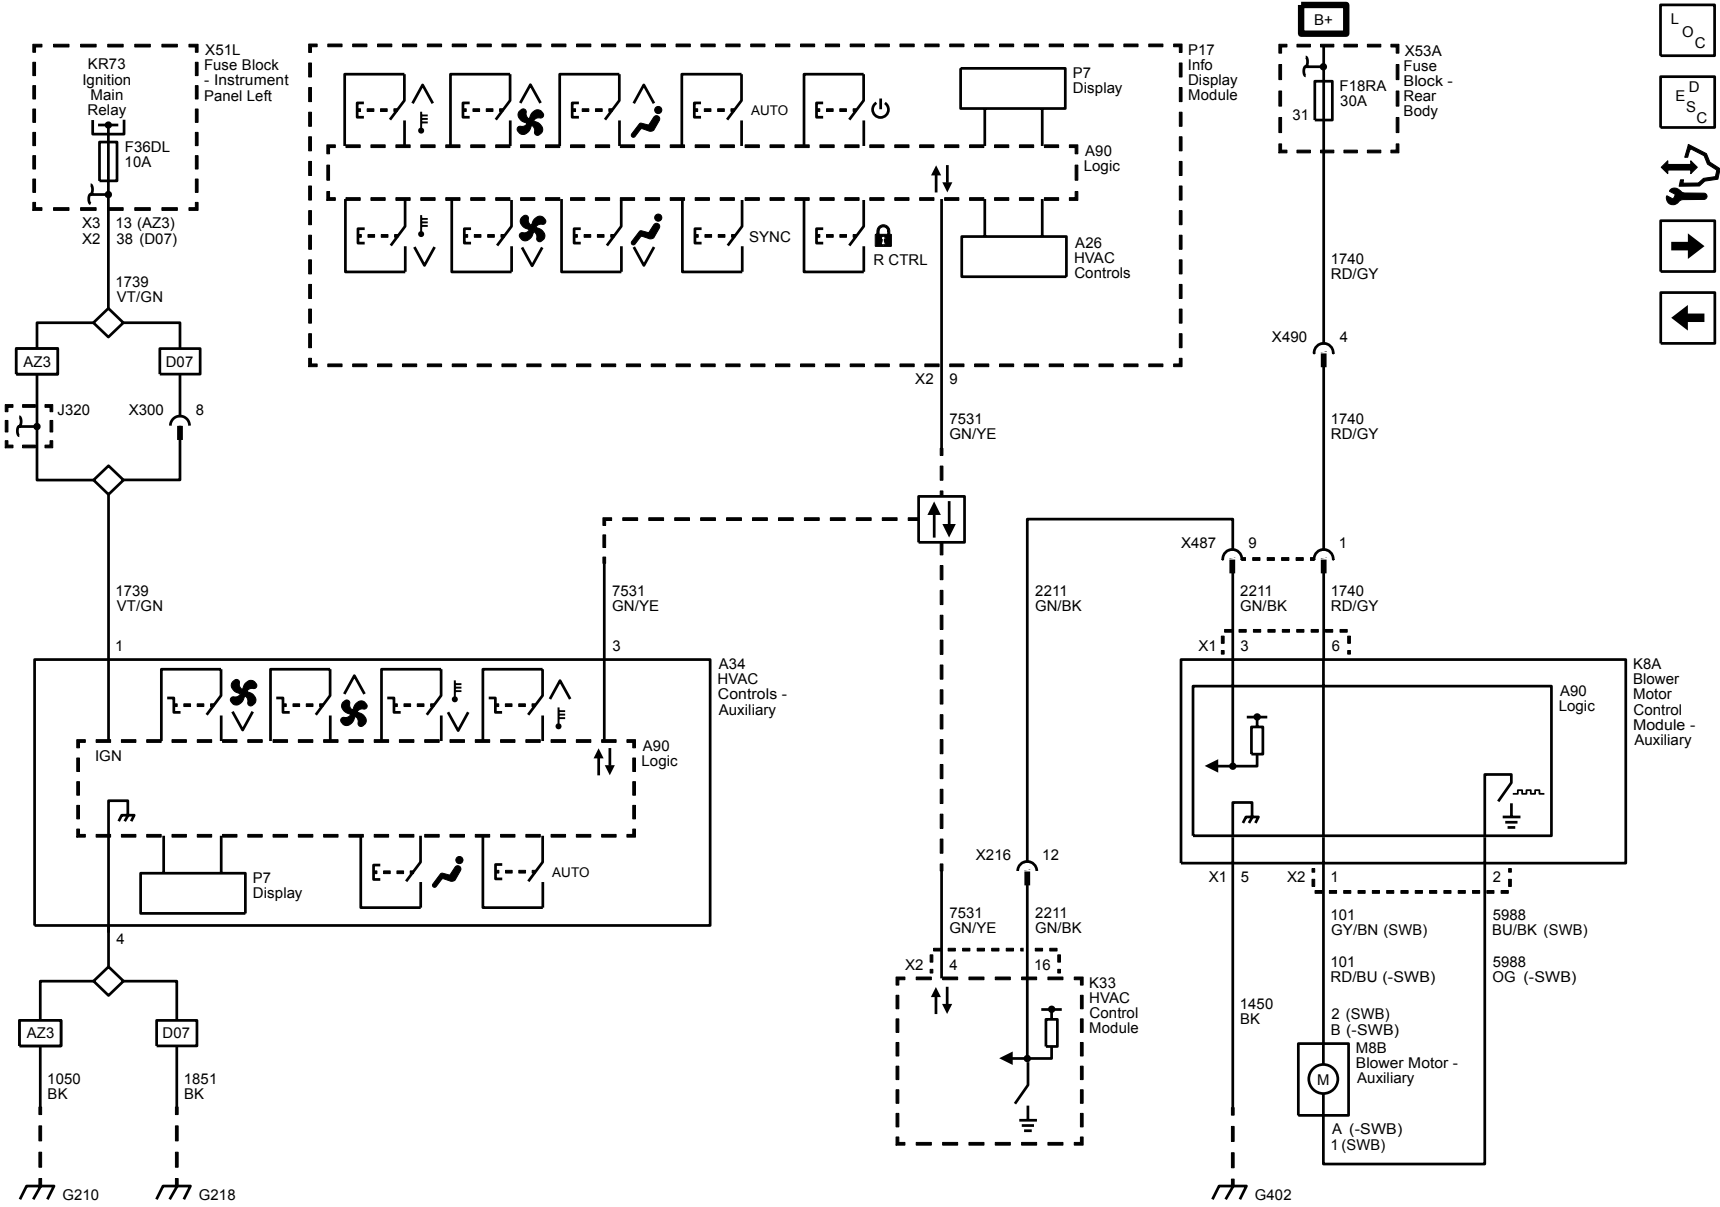 X51L
Fuse Block
- Instrument
Panel Left
KR73
Ignition
Main
Relay
F36DL
10A
X3 13 (AZ3)
X2 38 (D07)
1739
VT/GN
AZ3
D07
J320
X300 8
1739
VT/GN
1
P17
Info
Display
Module
AUTO
P7
Display
A90
Logic
SYNC
R CTRL
A26
HVAC
Controls
X2 9
7531
GN/YE
B+
X53A
Fuse
Block -
Rear
Body
F18RA
30A
31
1740
RD/GY
X490 4
1740
RD/GY
L
O
C
D
E
S
C
X487 9 1
7531
GN/YE
3
2211
GN/BK
2211
GN/BK
1740
RD/GY
X1 3 6
A34
HVAC
Controls -
Auxiliary
IGN
A90
Logic
P7
Display
AUTO
4
AZ3
D07
1050
BK
1851
BK
G210
G218
X216 12
7531
GN/YE
2211
GN/BK
X2 4 16
K33
HVAC
Control
Module
K8A
Blower
Motor
Control
Module -
Auxiliary
A90
Logic
X1 5 X2 1 2
101
GY/BN (SWB)
101
RD/BU (-SWB)
5988
BU/BK (SWB)
5988
OG (-SWB)
1450
BK
2 (SWB)
B (-SWB)
M8B
Blower Motor -
Auxiliary
M
A (-SWB)
1 (SWB)
G402